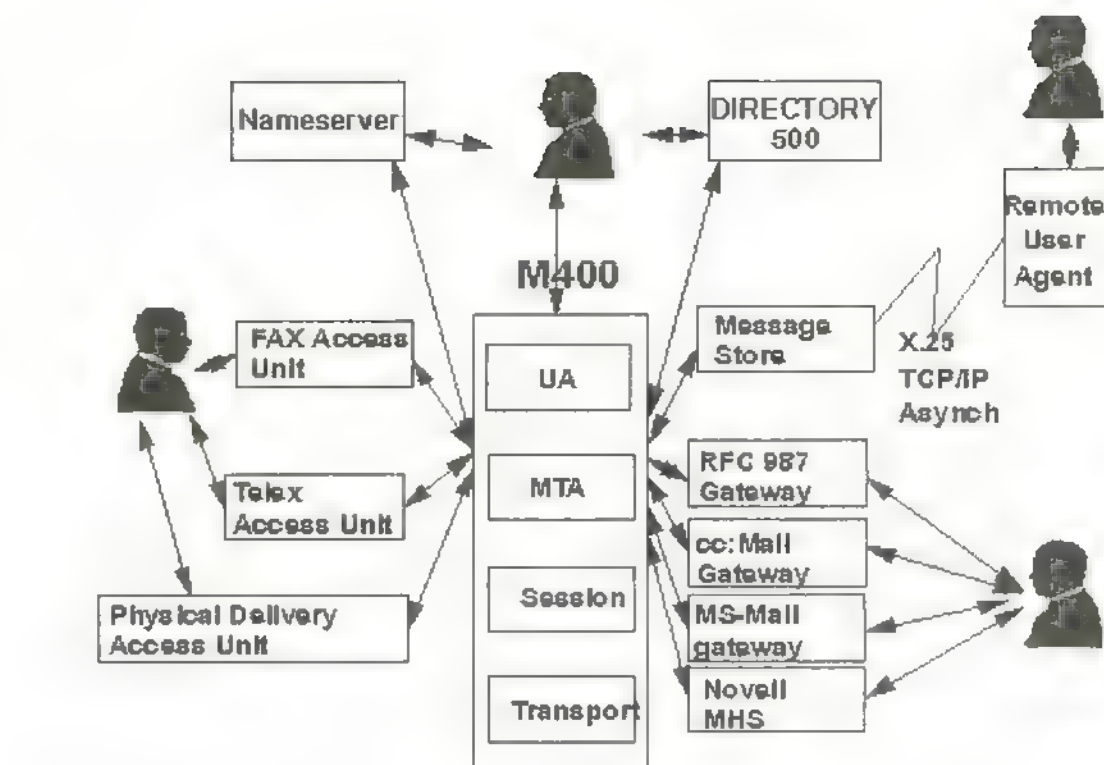 Nameserver
DIRECTORY
500
Remote
User
Agent
M400
FAX Access
Unit
Message
Store
X.25
TCP/IP
Asynch
UA
RFC 987
Gateway
MTA
Telex
Access Unit
cc:Mail
Gateway
Session
Physical Delivery
Access Unit
MS-Mail
gateway
Novell
MHS
Transport